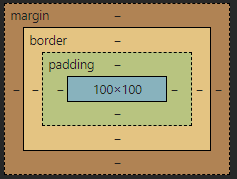 margin –
border –
padding –
– – – 100×100 – – –
–
–
–